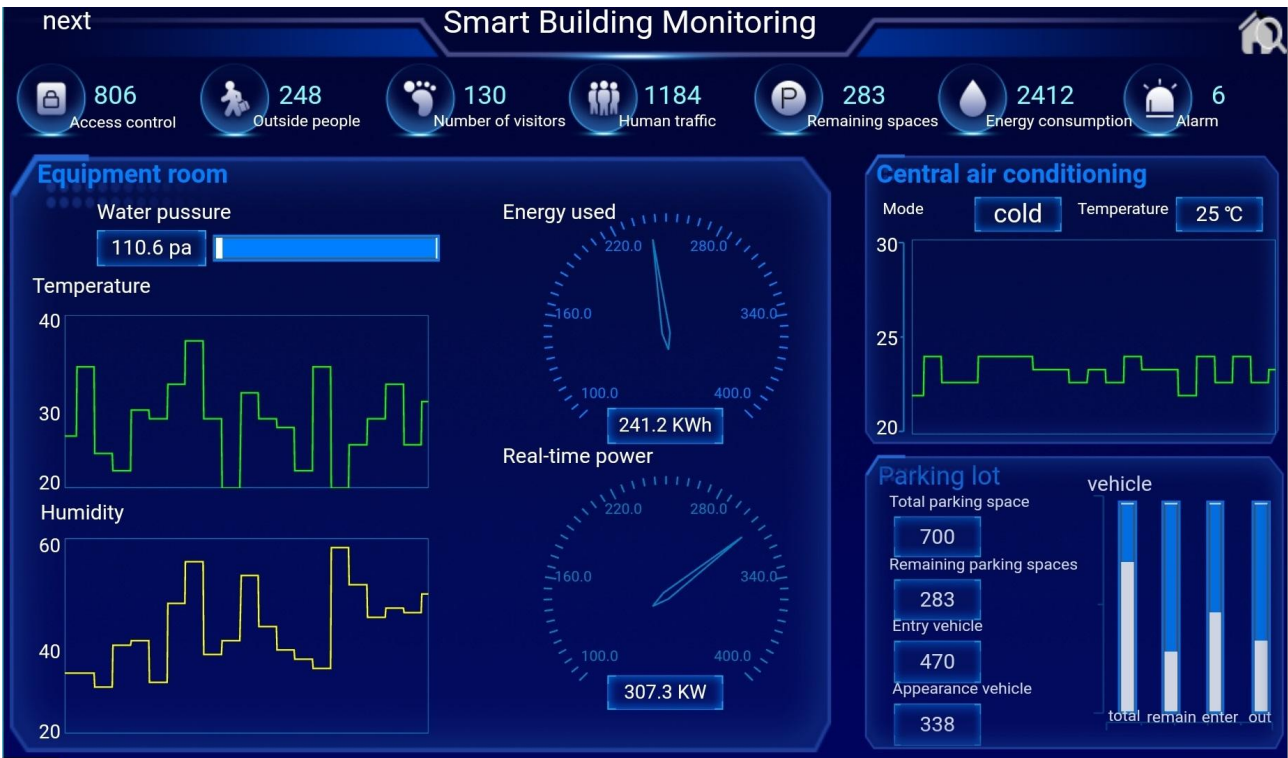 next
Smart Building Monitoring
806
Access control
248
Outside people
130
Number of visitors
1184
Human traffic
P
283
Remaining spaces
2412
Energy consumption
6
Alarm
Equipment room
Water pussure
110.6 pa
Temperature
40
30
20
Humidity
60
40
20
Energy used
220.0
280.0
160.0
340.0
100.0
400.0
241.2 KWh
Real-time power
220.0
280.0
160.0
340.0
100.0
400.0
307.3 KW
Central air conditioning
Mode
cold
Temperature
25 ℃
30
25
20
Parking lot
Total parking space
700
Remaining parking spaces
283
Entry vehicle
470
Appearance vehicle
338
vehicle
total remain enter out